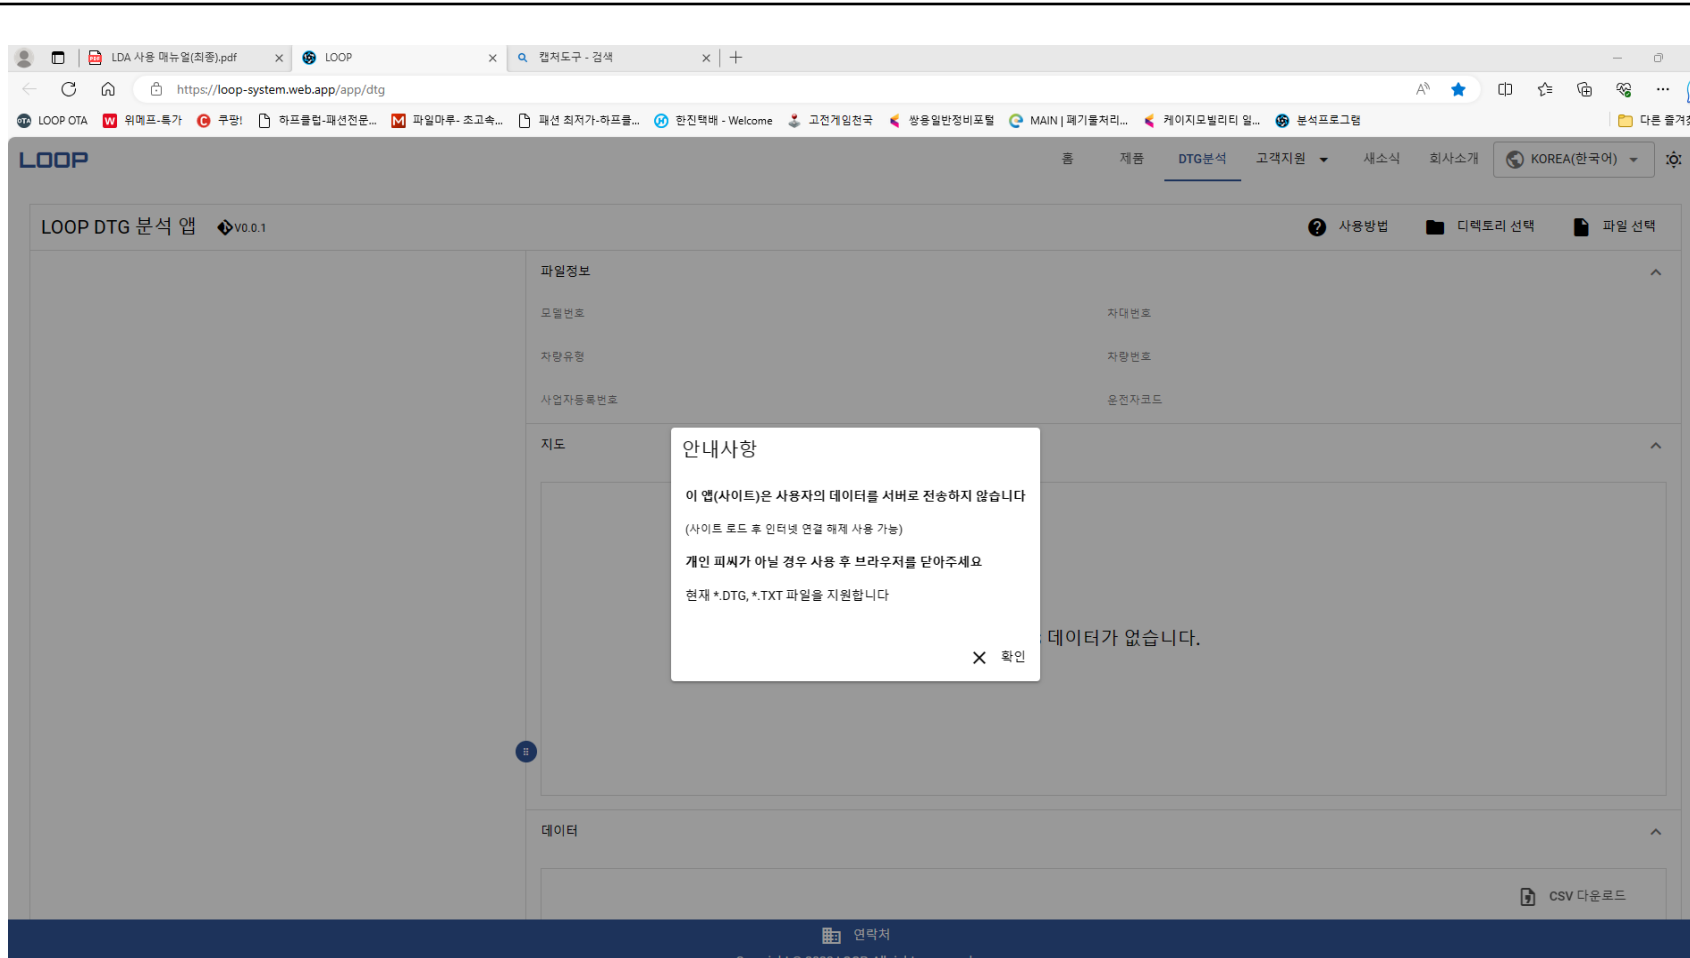 LDA 사용 매뉴얼(최종).pdf
LOOP
캡처도구 - 검색
https://loop-system.web.app/app/dtg
LOOP OTA
위메프-특가
쿠팡!
하프클럽-패션전문...
파일마루- 초고속...
패션 최저가-하프클...
한진택배 - Welcome
고전게임천국
쌍용일반정비포털
MAIN | 폐기물처리...
케이지모빌리티 일...
분석프로그램
다른 즐겨찾
LOOP
홈
제품
DTG분석
고객지원
새소식
회사소개
KOREA(한국어)
LOOP DTG 분석 앱
V0.0.1
사용방법
디렉토리 선택
파일 선택
파일정보
모델번호
차대번호
차량유형
차량번호
사업자등록번호
운전자코드
지도
안내사항
이 앱(사이트)은 사용자의 데이터를 서버로 전송하지 않습니다
(사이트 로드 후 인터넷 연결 해제 사용 가능)
개인 피씨가 아닐 경우 사용 후 브라우저를 닫아주세요
현재 *.DTG, *.TXT 파일을 지원합니다
확인
데이터가 없습니다.
데이터
CSV 다운로드
연락처